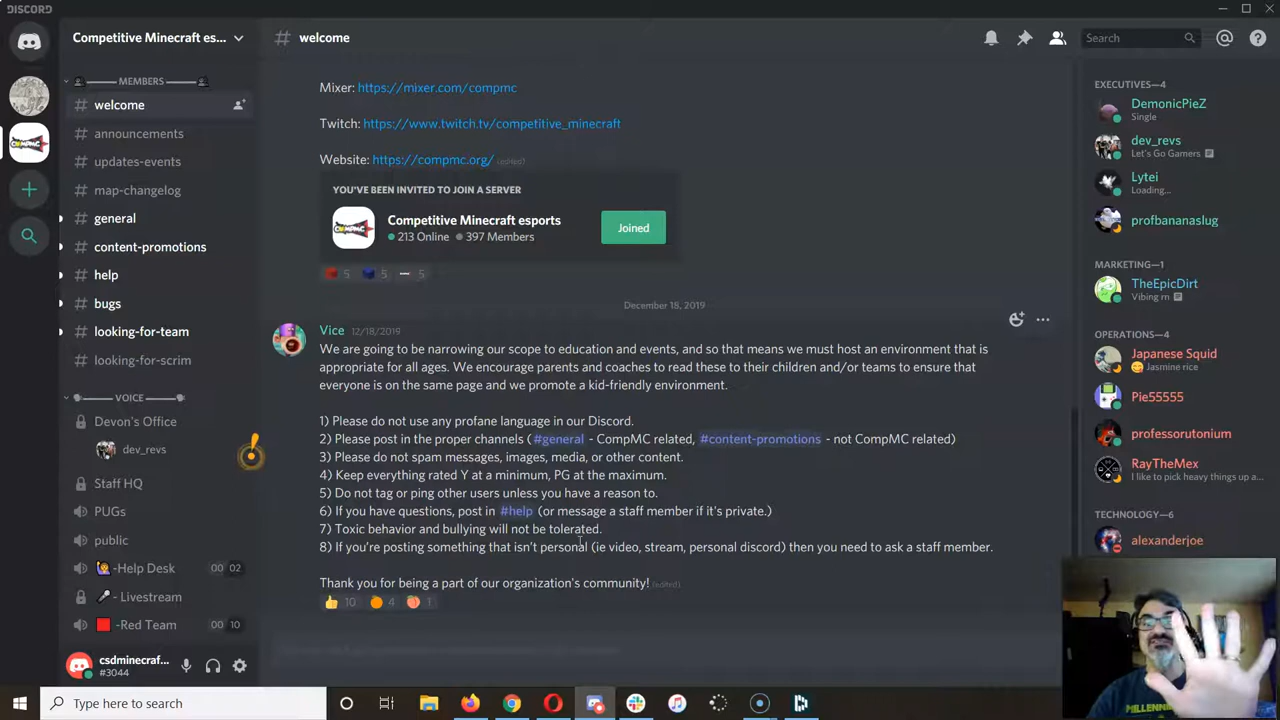 DISCORD
Competitive Minecraft es...
# welcome
Search
MEMBERS
# welcome
# announcements
# updates-events
# map-changelog
# general
# content-promotions
# help
# bugs
# looking-for-team
# looking-for-scrim
VOICE
Devon's Office
dev_revs
Staff HQ
PUGs
public
-Help Desk 00 02
- Livestream
-Red Team 00 10
csdminecraf...
#3044
Mixer: https://mixer.com/compmc
Twitch: https://www.twitch.tv/competitive_minecraft
Website: https://compmc.org/ (edited)
YOU'VE BEEN INVITED TO JOIN A SERVER
COMPMC
Competitive Minecraft esports
213 Online 397 Members
Joined
5 5 5
December 18, 2019
Vice 12/18/2019
We are going to be narrowing our scope to education and events, and so that means we must host an environment that is
appropriate for all ages. We encourage parents and coaches to read these to their children and/or teams to ensure that
everyone is on the same page and we promote a kid-friendly environment.
1) Please do not use any profane language in our Discord.
2) Please post in the proper channels (#general - CompMC related, #content-promotions - not CompMC related)
3) Please do not spam messages, images, media, or other content.
4) Keep everything rated Y at a minimum, PG at the maximum.
5) Do not tag or ping other users unless you have a reason to.
6) If you have questions, post in #help (or message a staff member if it's private.)
7) Toxic behavior and bullying will not be tolerated.
8) If you're posting something that isn't personal (ie video, stream, personal discord) then you need to ask a staff member.
Thank you for being a part of our organization's community! (edited)
10 4 1
EXECUTIVES—4
DemonicPieZ
Single
dev_revs
Let's Go Gamers
Lytei
Loading...
profbananaslug
MARKETING—1
TheEpicDirt
Vibing rn
OPERATIONS—4
Japanese Squid
Jasmine rice
Pie55555
professorutonium
RayTheMex
I like to pick heavy things up a...
TECHNOLOGY—6
alexanderjoe
Type here to search